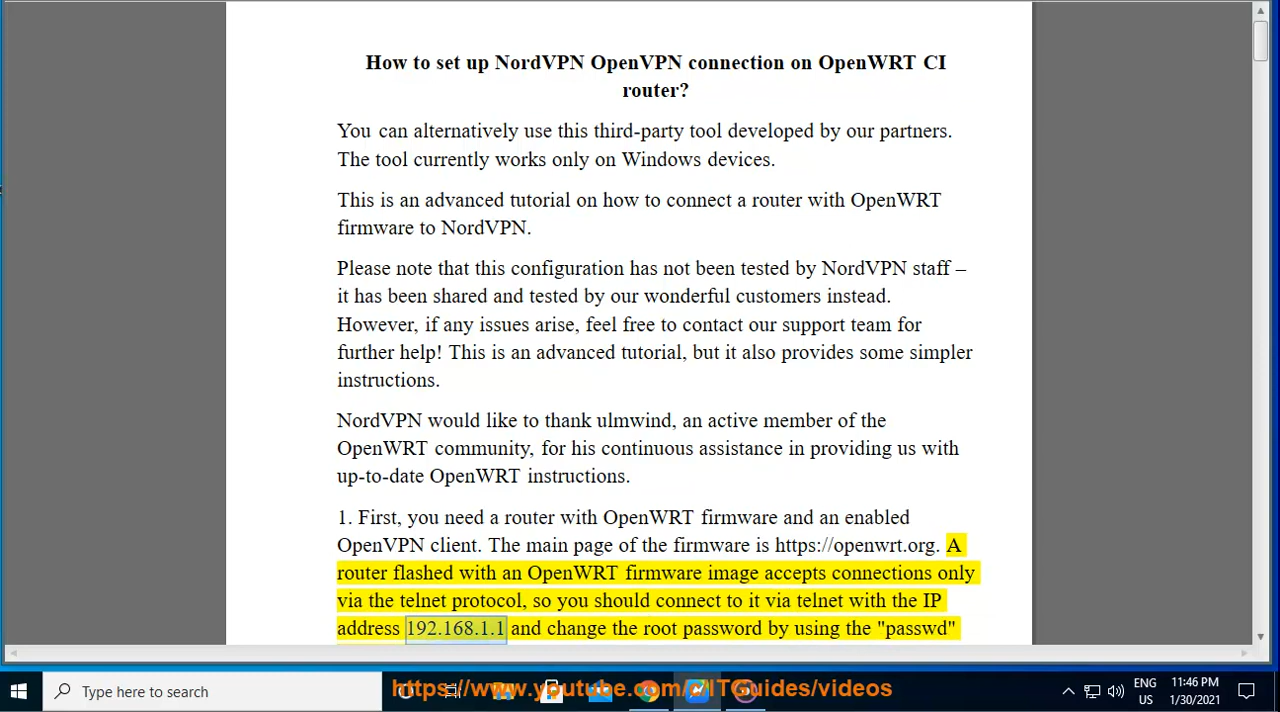 How to set up NordVPN OpenVPN connection on OpenWRT CI
router?
You can alternatively use this third-party tool developed by our partners.
The tool currently works only on Windows devices.
This is an advanced tutorial on how to connect a router with OpenWRT
firmware to NordVPN.
Please note that this configuration has not been tested by NordVPN staff –
it has been shared and tested by our wonderful customers instead.
However, if any issues arise, feel free to contact our support team for
further help! This is an advanced tutorial, but it also provides some simpler
instructions.
NordVPN would like to thank ulmwind, an active member of the
OpenWRT community, for his continuous assistance in providing us with
up-to-date OpenWRT instructions.
1. First, you need a router with OpenWRT firmware and an enabled
OpenVPN client. The main page of the firmware is https://openwrt.org. A
router flashed with an OpenWRT firmware image accepts connections only
via the telnet protocol, so you should connect to it via telnet with the IP
address 192.168.1.1 and change the root password by using the "passwd"
Type here to search
ENG
US
11:46 PM
1/30/2021